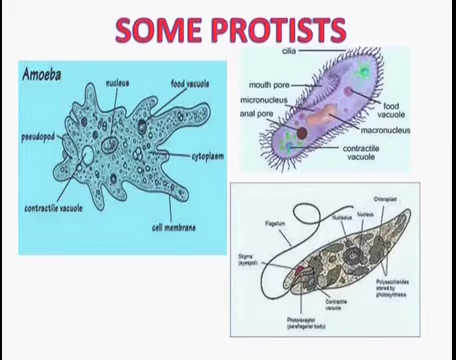 SOME PROTISTS
Amoeba
nucleus
food vacuole
pseudopod
cytoplasm
contractile vacuole
cell membrane
cilia
mouth pore
micronucleus
anal pore
food
vacuole
macronucleus
contractile
vacuole
Chloroplast
Nucleus
Nucleolus
Flagellum
Stigma
(eyespot)
Polysaccharides
stored by
photosynthesis
Contractile
vacuole
Photoreceptor
(paraflagellar body)